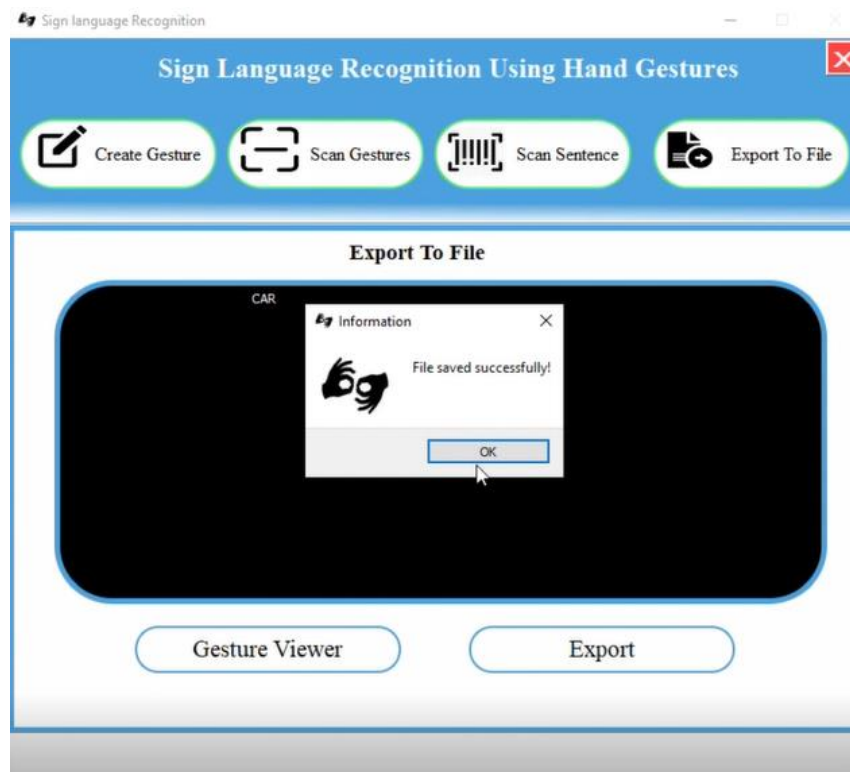 Sign language Recognition
Sign Language Recognition Using Hand Gestures
Create Gesture
Scan Gestures
Scan Sentence
Export To File
Export To File
CAR
Information
File saved successfully!
OK
Gesture Viewer
Export